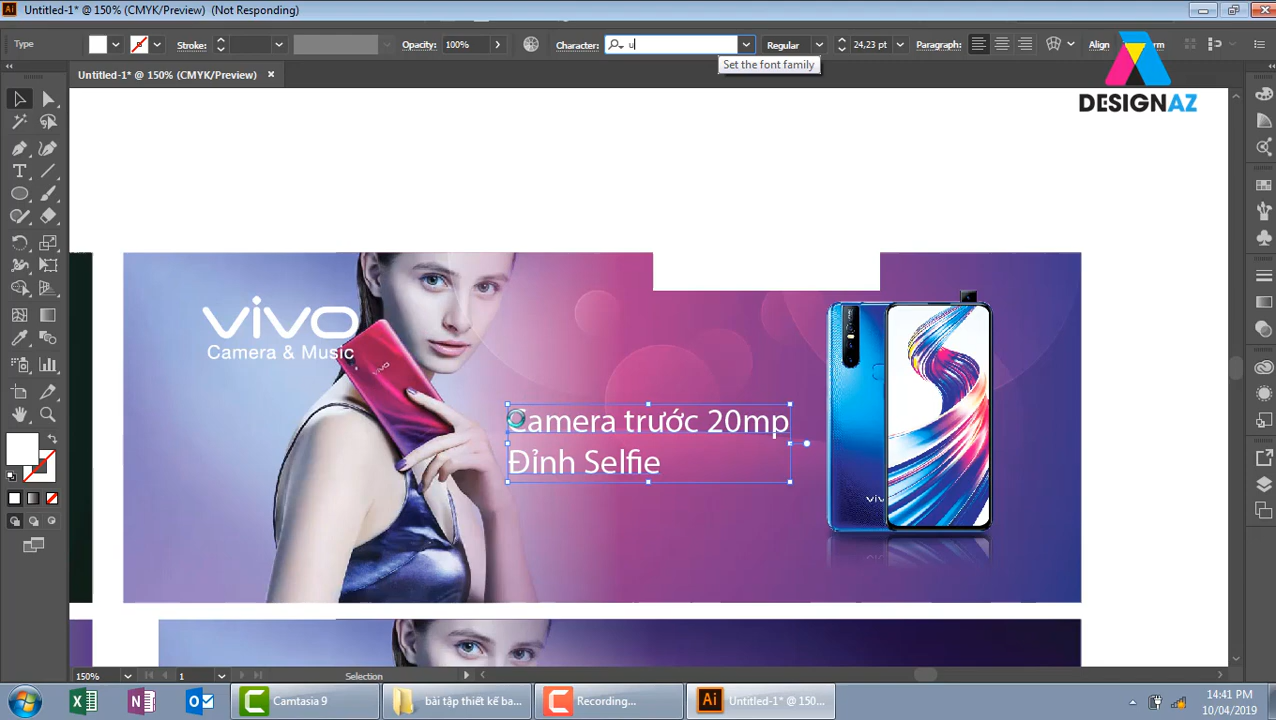 Untitled-1* @ 150% (CMYK/Preview) (Not Responding)
Type
Stroke:
Opacity: 100%
Character: u
Regular
24,23 pt
Paragraph:
Align
Set the font family
Untitled-1* @ 150% (CMYK/Preview)
DESIGNAZ
vivo
Camera & Music
vivo
Camera trước 20mp
Đỉnh Selfie
150%
1
Selection
Camtasia 9
bài tập thiết kế ba...
Recording...
Untitled-1* @ 150...
14:41 PM
10/04/2019